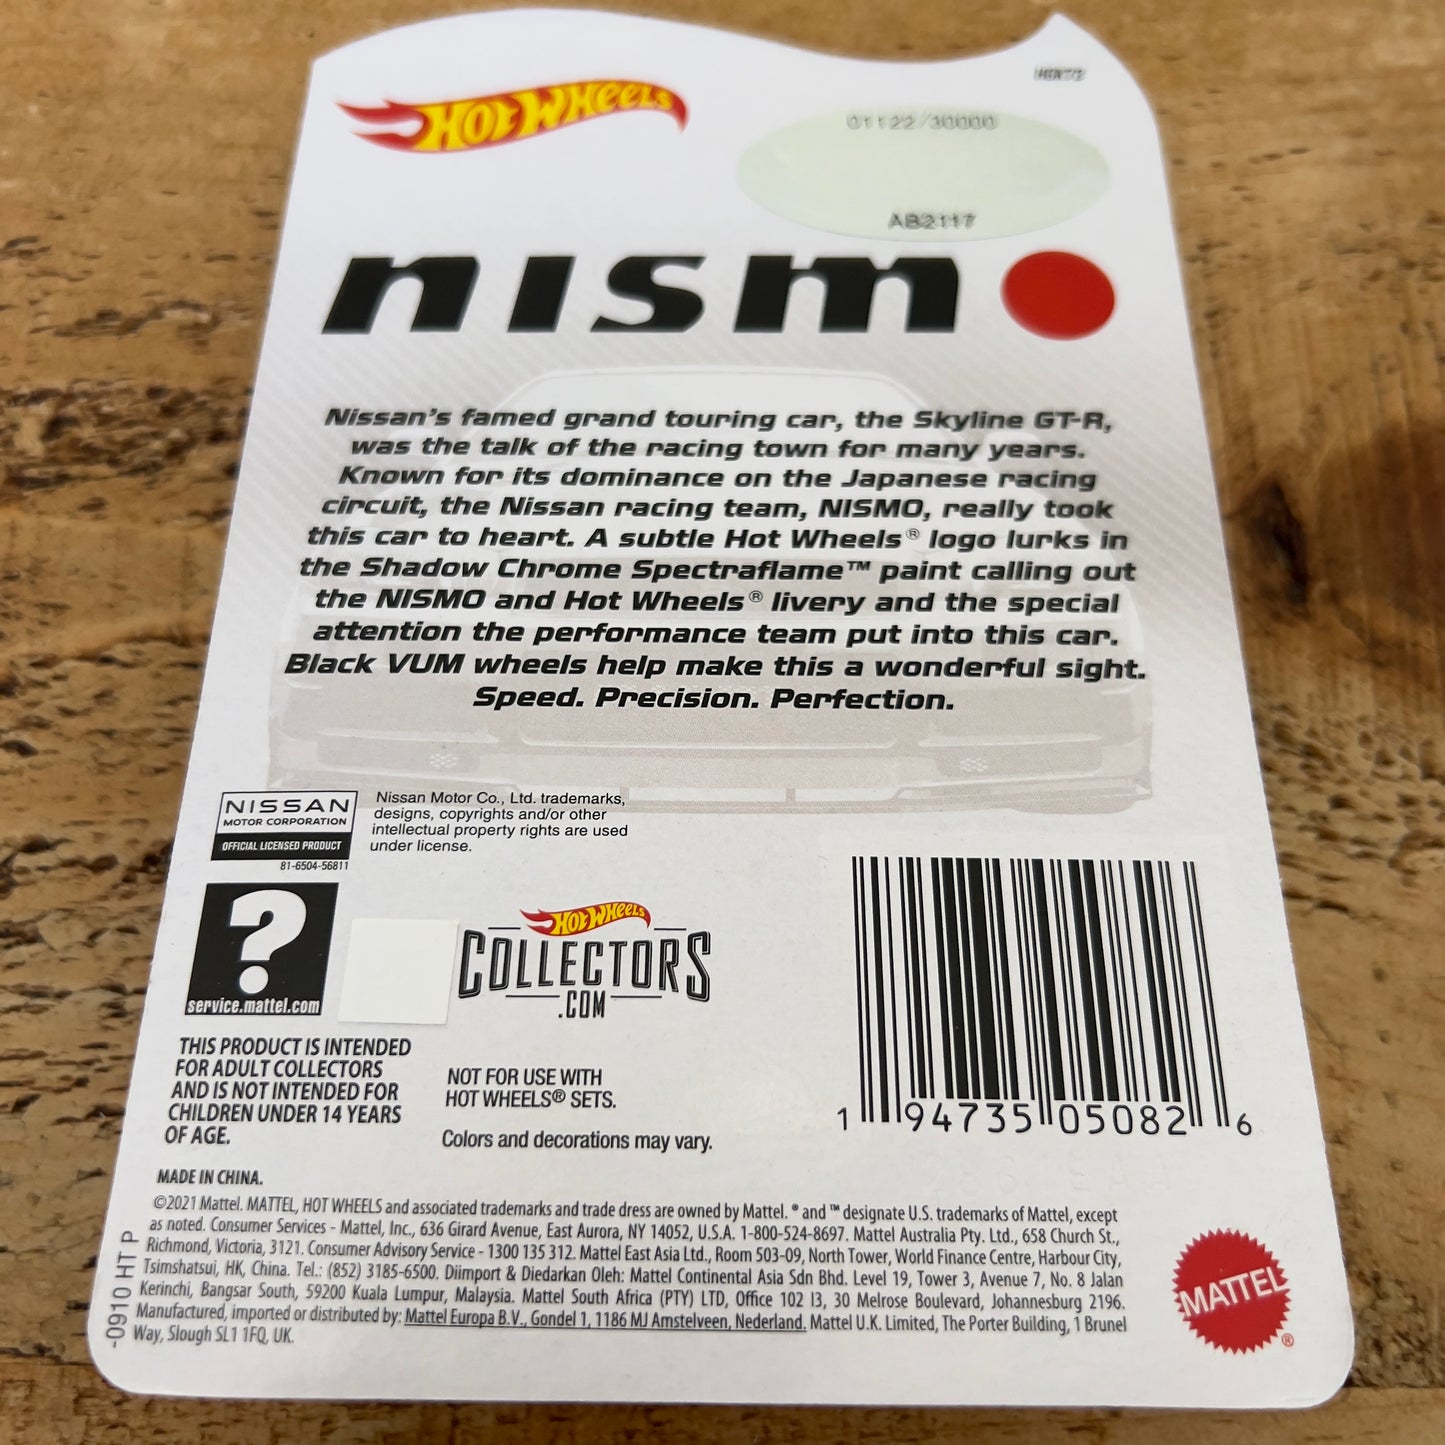 HOT WHEELS
01122/30000
AB2117
nismo
Nissan's famed grand touring car, the Skyline GT-R,
was the talk of the racing town for many years.
Known for its dominance on the Japanese racing
circuit, the Nissan racing team, NISMO, really took
this car to heart. A subtle Hot Wheels® logo lurks in
the Shadow Chrome Spectraflame™ paint calling out
the NISMO and Hot Wheels® livery and the special
attention the performance team put into this car.
Black VUM wheels help make this a wonderful sight.
Speed. Precision. Perfection.
NISSAN
MOTOR CORPORATION
OFFICIAL LICENSED PRODUCT
81-6504-56811
Nissan Motor Co., Ltd. trademarks,
designs, copyrights and/or other
intellectual property rights are used
under license.
?
service.mattel.com
HOT WHEELS
COLLECTORS
.COM
THIS PRODUCT IS INTENDED
FOR ADULT COLLECTORS
AND IS NOT INTENDED FOR
CHILDREN UNDER 14 YEARS
OF AGE.
NOT FOR USE WITH
HOT WHEELS® SETS.
Colors and decorations may vary.
1 94735 05082 6
MADE IN CHINA.
©2021 Mattel. MATTEL, HOT WHEELS and associated trademarks and trade dress are owned by Mattel. ® and ™ designate U.S. trademarks of Mattel, except
as noted. Consumer Services - Mattel, Inc., 636 Girard Avenue, East Aurora, NY 14052, U.S.A. 1-800-524-8697. Mattel Australia Pty. Ltd., 658 Church St.,
Richmond, Victoria, 3121. Consumer Advisory Service - 1300 135 312. Mattel East Asia Ltd., Room 503-09, North Tower, World Finance Centre, Harbour City,
Tsimshatsui, HK, China. Tel.: (852) 3185-6500. Diimport & Diedarkan Oleh: Mattel Continental Asia Sdn Bhd. Level 19, Tower 3, Avenue 7, No. 8 Jalan
Kerinchi, Bangsar South, 59200 Kuala Lumpur, Malaysia. Mattel South Africa (PTY) LTD, Office 102 I3, 30 Melrose Boulevard, Johannesburg 2196.
Manufactured, imported or distributed by: Mattel Europa B.V., Gondel 1, 1186 MJ Amstelveen, Nederland. Mattel U.K. Limited, The Porter Building, 1 Brunel
Way, Slough SL1 1FQ, UK.
-0910 HT P
MATTEL®